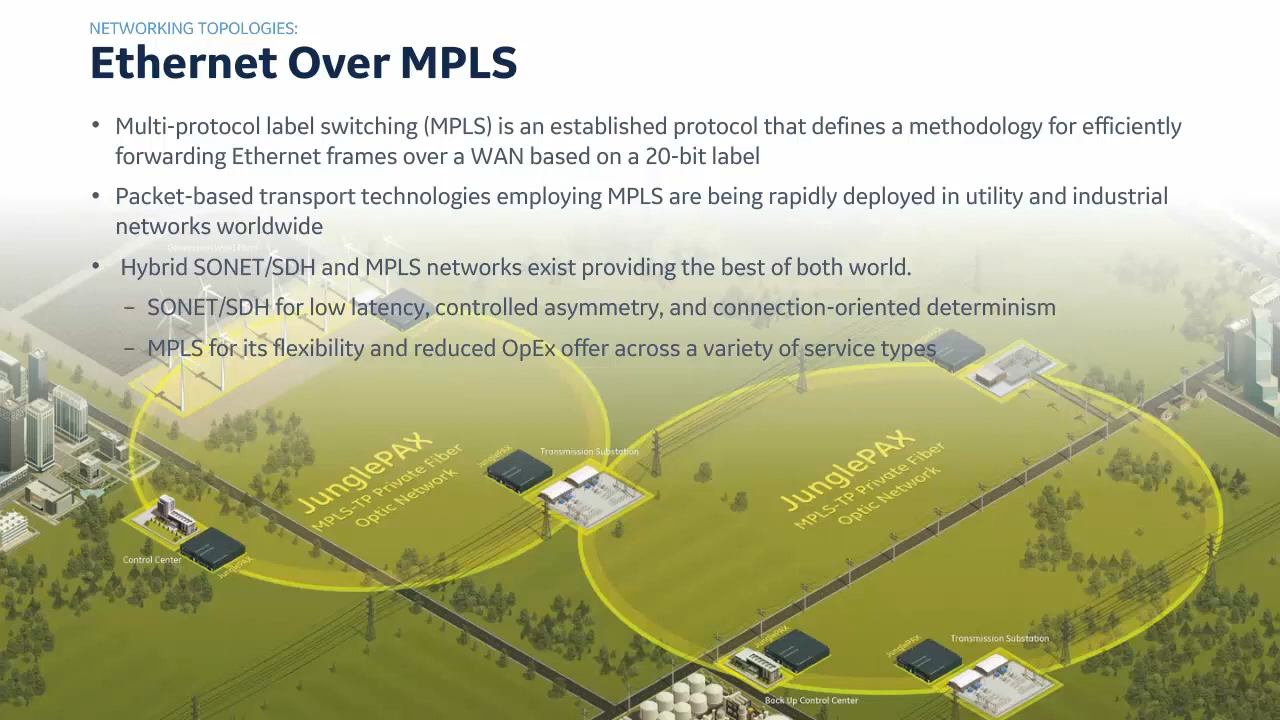 NETWORKING TOPOLOGIES:
Ethernet Over MPLS
• Multi-protocol label switching (MPLS) is an established protocol that defines a methodology for efficiently
forwarding Ethernet frames over a WAN based on a 20-bit label
• Packet-based transport technologies employing MPLS are being rapidly deployed in utility and industrial
networks worldwide
• Hybrid SONET/SDH and MPLS networks exist providing the best of both world.
– SONET/SDH for low latency, controlled asymmetry, and connection-oriented determinism
– MPLS for its flexibility and reduced OpEx offer across a variety of service types
JunglePAX
MPLS-TP Private Fiber
Optic Network
JunglePAX
Transmission Substation
JunglePAX
MPLS-TP Private Fiber
Optic Network
Control Center
JunglePAX
JunglePAX
Back Up Control Center
JunglePAX
Transmission Substation